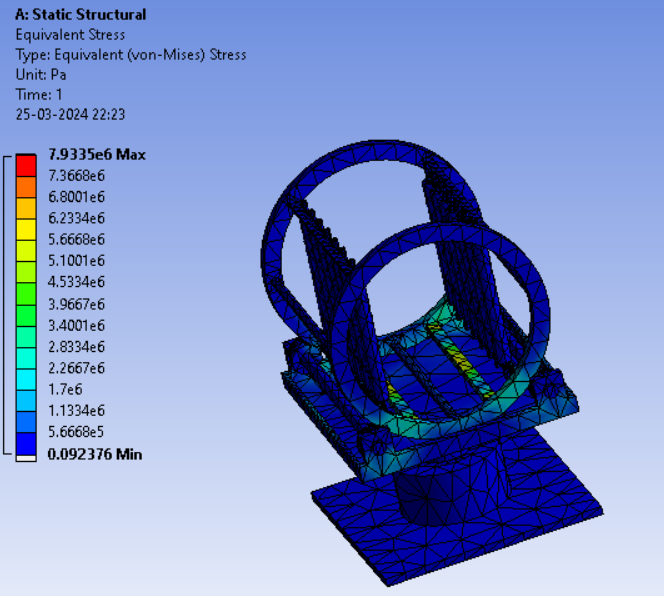 A: Static Structural
Equivalent Stress
Type: Equivalent (von-Mises) Stress
Unit: Pa
Time: 1
25-03-2024 22:23
7.9335e6 Max
7.3668e6
6.8001e6
6.2334e6
5.6668e6
5.1001e6
4.5334e6
3.9667e6
3.4001e6
2.8334e6
2.2667e6
1.7e6
1.1334e6
5.6668e5
0.092376 Min